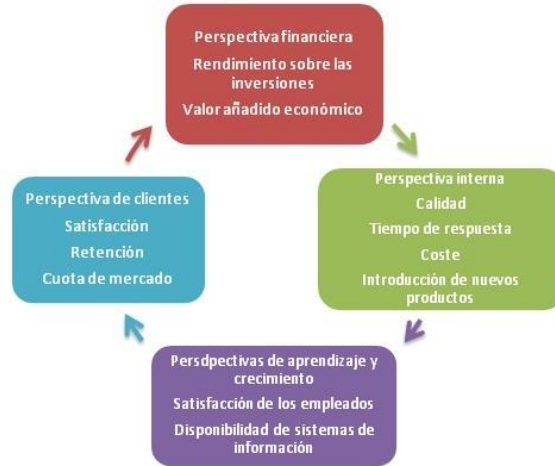 Perspectiva financiera
Rendimiento sobre las
inversiones
Valor añadido económico
Perspectiva de clientes
Satisfacción
Retención
Cuota de mercado
Perspectiva interna
Calidad
Tiempo de respuesta
Coste
Introducción de nuevos
productos
Persdpectivas de aprendizaje y
crecimiento
Satisfacción de los empleados
Disponibilidad de sistemas de
información